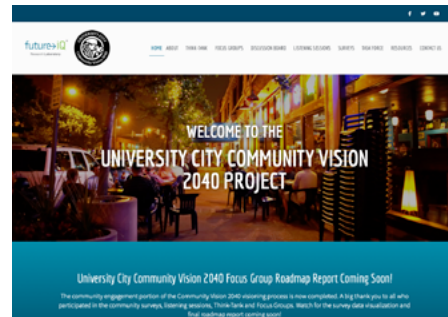 future→iQ
HOME ABOUT THINK-TANK FOCUS GROUPS DISCUSSION BOARD LISTENING SESSIONS SURVEYS TASK FORCE RESOURCES CONTACT US
WELCOME TO THE
UNIVERSITY CITY COMMUNITY VISION
2040 PROJECT
University City Community Vision 2040 Focus Group Roadmap Report Coming Soon!
The community engagement portion of the Community Vision 2040 visioning process is now completed. A big thank you to all who
participated in the community surveys, listening sessions, Think-Tank and Focus Groups. Watch for the survey data visualization and
final roadmap report coming soon!